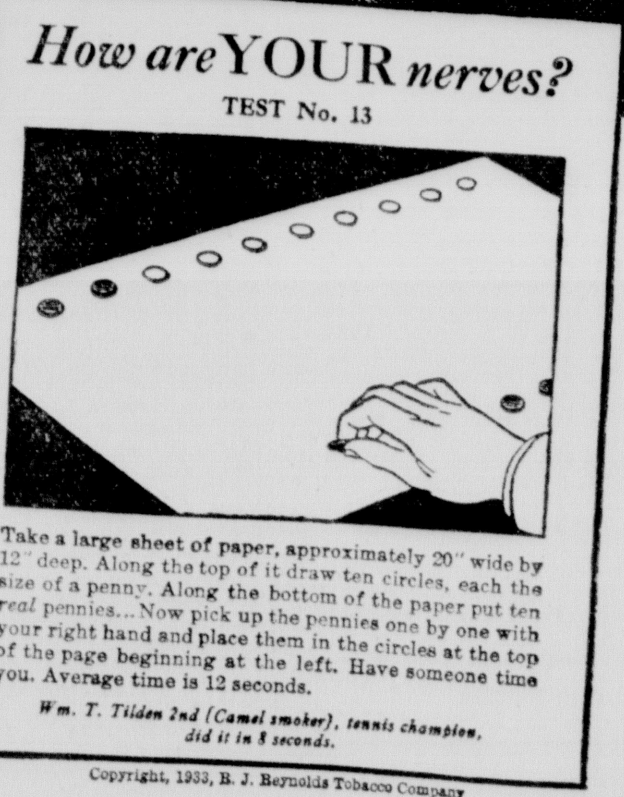 How are YOUR nerves?
TEST No. 13
Take a large sheet of paper, approximately 20" wide by
12" deep. Along the top of it draw ten circles, each the
size of a penny. Along the bottom of the paper put ten
real pennies...Now pick up the pennies one by one with
your right hand and place them in the circles at the top
of the page beginning at the left. Have someone time
you. Average time is 12 seconds.
Wm. T. Tilden 2nd (Camel smoker), tennis champion,
did it in 8 seconds.
Copyright, 1933, R. J. Reynolds Tobacco Company